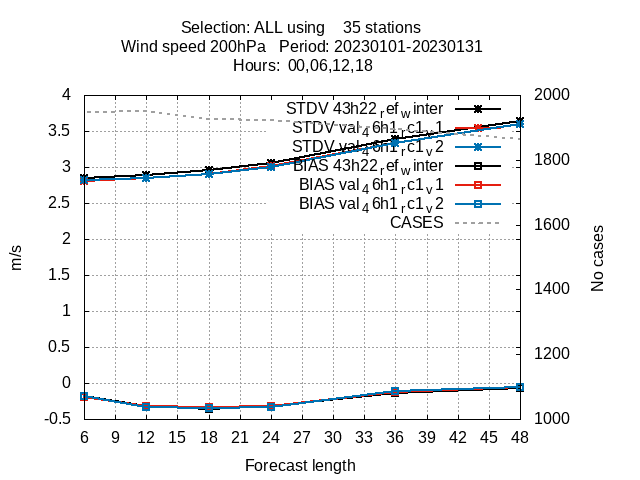 Selection: ALL using    35 stations
Wind speed 200hPa   Period: 20230101-20230131
Hours:  00,06,12,18
4
3.5
3
2.5
2
1.5
1
0.5
0
-0.5
2000
1800
1600
1400
1200
1000
m/s
No cases
STDV 43h22_ref_winter
STDV val_46h1_rc1_v1
STDV val_46h1_rc1_v2
BIAS 43h22_ref_winter
BIAS val_46h1_rc1_v1
BIAS val_46h1_rc1_v2
CASES
6 9 12 15 18 21 24 27 30 33 36 39 42 45 48
Forecast length